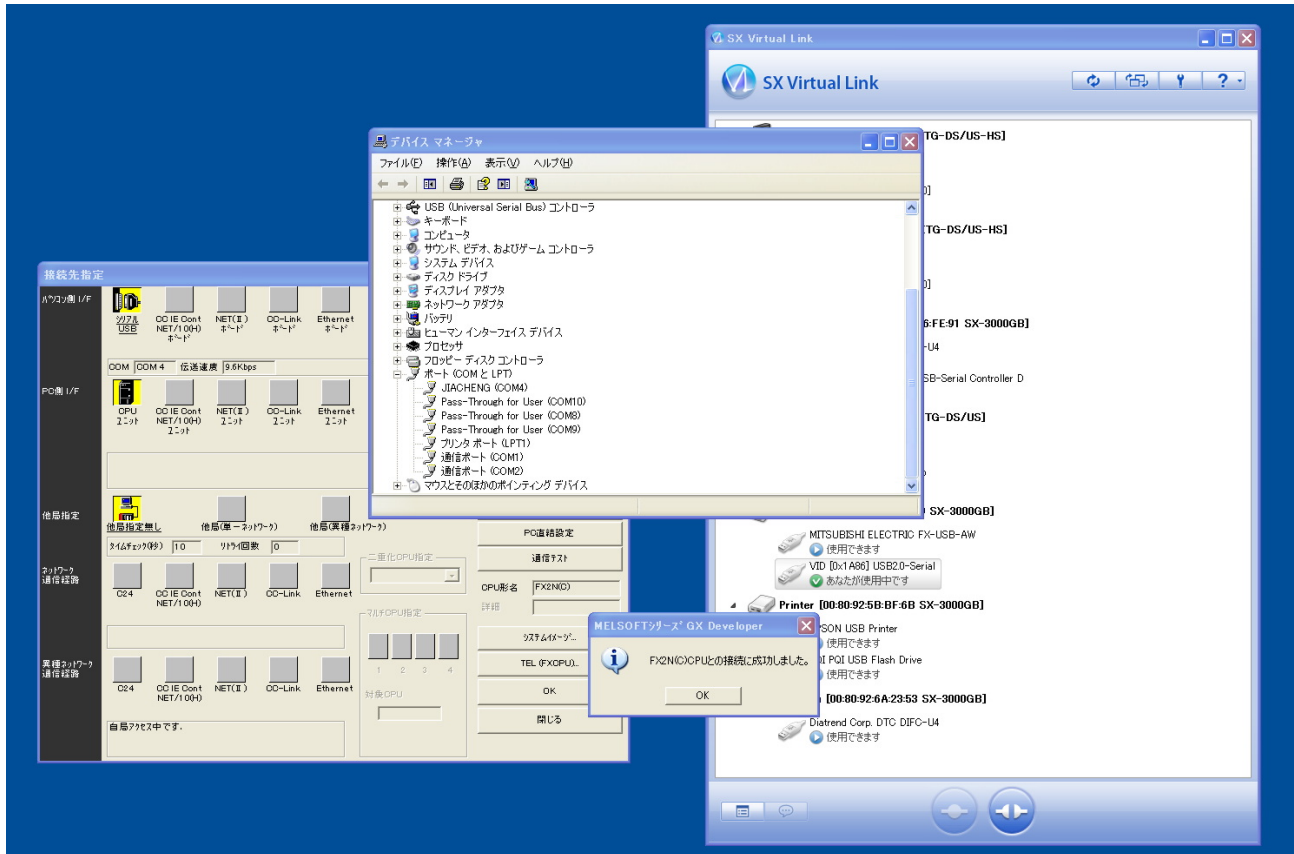 SX Virtual Link
SX Virtual Link
?
TG-DS/US-HS]
0]
TG-DS/US-HS]
0]
6:FE:91 SX-3000GB]
-U4
SB-Serial Controller D
TG-DS/US]
SX-3000GB]
MITSUBISHI ELECTRIC FX-USB-AW
使用できます
VID [0x1A86] USB2.0-Serial
あなたが使用中です
Printer [00:80:92:5B:BF:6B SX-3000GB]
SON USB Printer
使用できます
I PQI USB Flash Drive
使用できます
[00:80:92:6A:23:53 SX-3000GB]
Diatrend Corp. DTC DIFC-U4
使用できます
デバイス マネージャ
ファイル(F) 操作(A) 表示(V) ヘルプ(H)
USB (Universal Serial Bus) コントローラ
キーボード
コンピュータ
サウンド、ビデオ、およびゲーム コントローラ
システム デバイス
ディスク ドライブ
ディスプレイ アダプタ
ネットワーク アダプタ
バッテリ
ヒューマン インターフェイス デバイス
プロセッサ
フロッピー ディスク コントローラ
ポート (COM と LPT)
JIACHENG (COM4)
Pass-Through for User (COM10)
Pass-Through for User (COM8)
Pass-Through for User (COM9)
プリンタ ポート (LPT1)
通信ポート (COM1)
通信ポート (COM2)
マウスとそのほかのポインティング デバイス
接続先指定
パソコン側 I/F
シリアル USB
CC IE Cont NET/10(H) ボード
NET(Ⅱ) ボード
CC-Link ボード
Ethernet ボード
COM COM 4 伝送速度 9.6Kbps
PC側 I/F
CPU ユニット
CC IE Cont NET/10(H) ユニット
NET(Ⅱ) ユニット
CC-Link ユニット
Ethernet ユニット
他局指定
他局指定無し 他局(単一ネットワーク) 他局(異種ネットワーク)
タイムチェック(秒) 10 リトライ回数 0
ネットワーク通信経路
C24
CC IE Cont NET/10(H)
NET(Ⅱ)
CC-Link
Ethernet
異種ネットワーク通信経路
C24
CC IE Cont NET/10(H)
NET(Ⅱ)
CC-Link
Ethernet
自局アクセス中です.
二重化CPU指定
マルチCPU指定
1 2 3 4
対象CPU
PC直結設定
通信テスト
CPU形名 FX2N(C)
詳細
システムイメージ...
TEL (FXCPU)...
OK
閉じる
MELSOFTシリーズ GX Developer
FX2N(C)CPUとの接続に成功しました。
OK